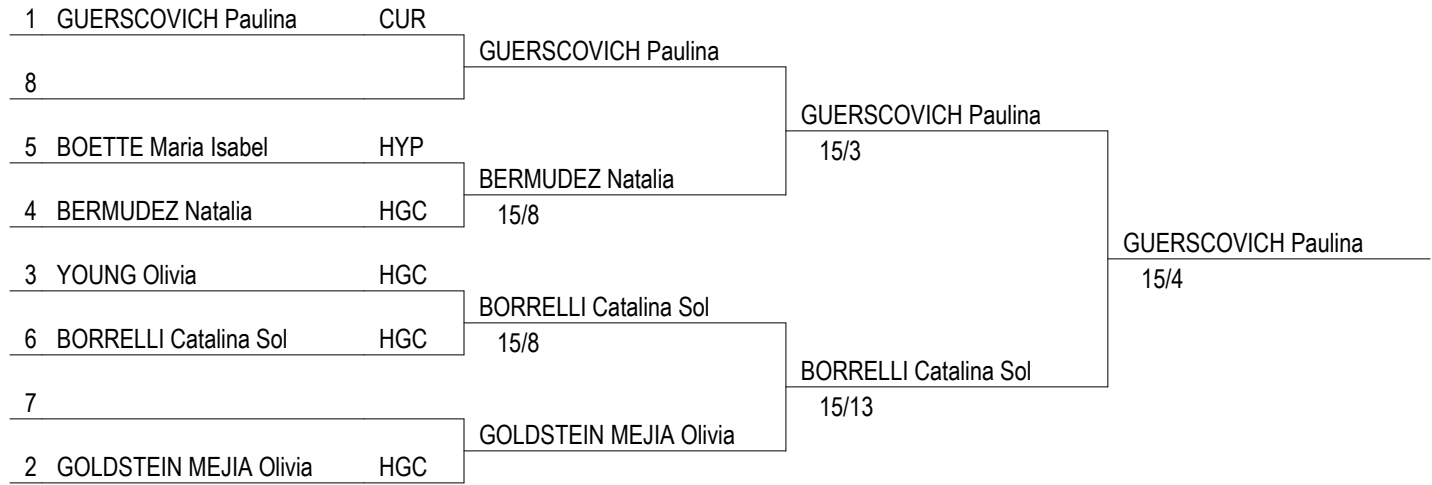 1 GUERSCOVICH Paulina CUR
8
5 BOETTE Maria Isabel HYP
4 BERMUDEZ Natalia HGC
3 YOUNG Olivia HGC
6 BORRELLI Catalina Sol HGC
7
2 GOLDSTEIN MEJIA Olivia HGC
GUERSCOVICH Paulina
BERMUDEZ Natalia
15/8
BORRELLI Catalina Sol
15/8
GOLDSTEIN MEJIA Olivia
GUERSCOVICH Paulina
15/3
BORRELLI Catalina Sol
15/13
GUERSCOVICH Paulina
15/4